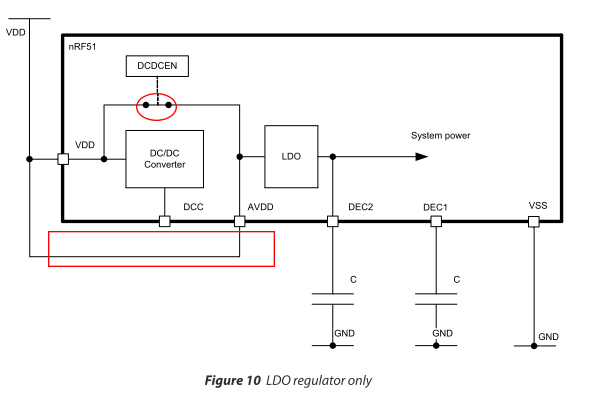 VDD
nRF51
DCDCEN
VDD
DC/DC
Converter
LDO
System power
DCC
AVDD
DEC2
DEC1
VSS
C
C
GND
GND
GND
Figure 10 LDO regulator only